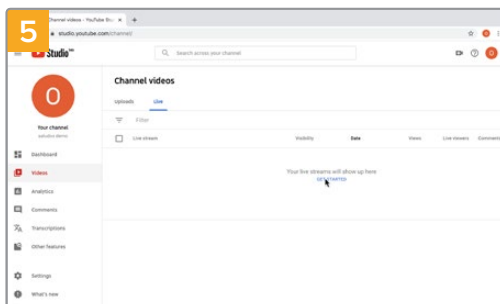 5
Channel videos - YouTube Stu
studio.youtube.com/channel/
Studio
Search across your channel
O
O
Your channel
Dashboard
Videos
Analytics
Comments
Transcriptions
Other features
Settings
What's new
Channel videos
Uploads Live
Filter
Live stream Visibility Date Views Live viewers Comments
Your live streams will show up here
GET STARTED